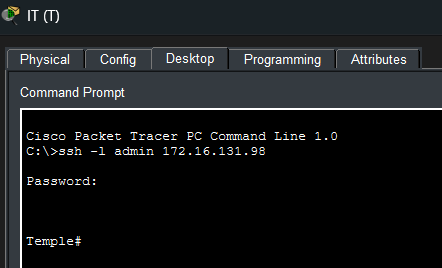 IT (T)
Physical Config Desktop Programming Attributes
Command Prompt
Cisco Packet Tracer PC Command Line 1.0
C:\>ssh -l admin 172.16.131.98
Password:
Temple#